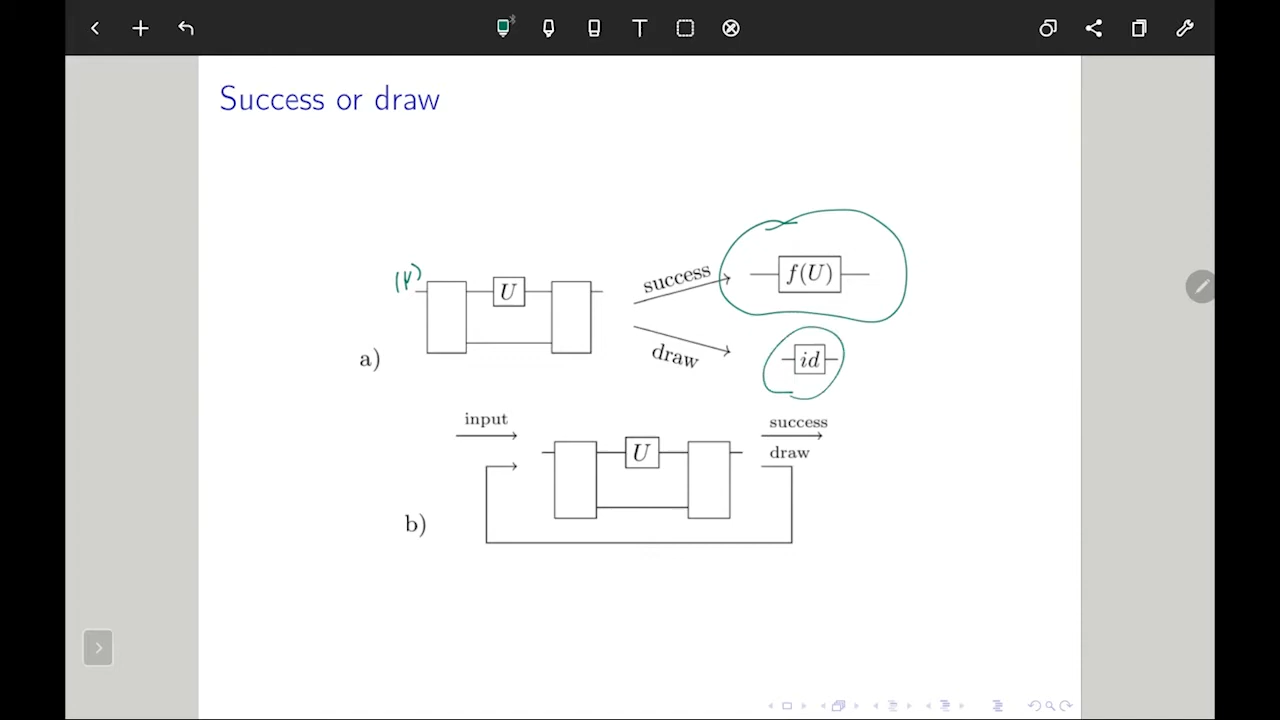 Success or draw
|ψ⟩
U
success
f(U)
draw
id
a)
input
U
success
draw
b)